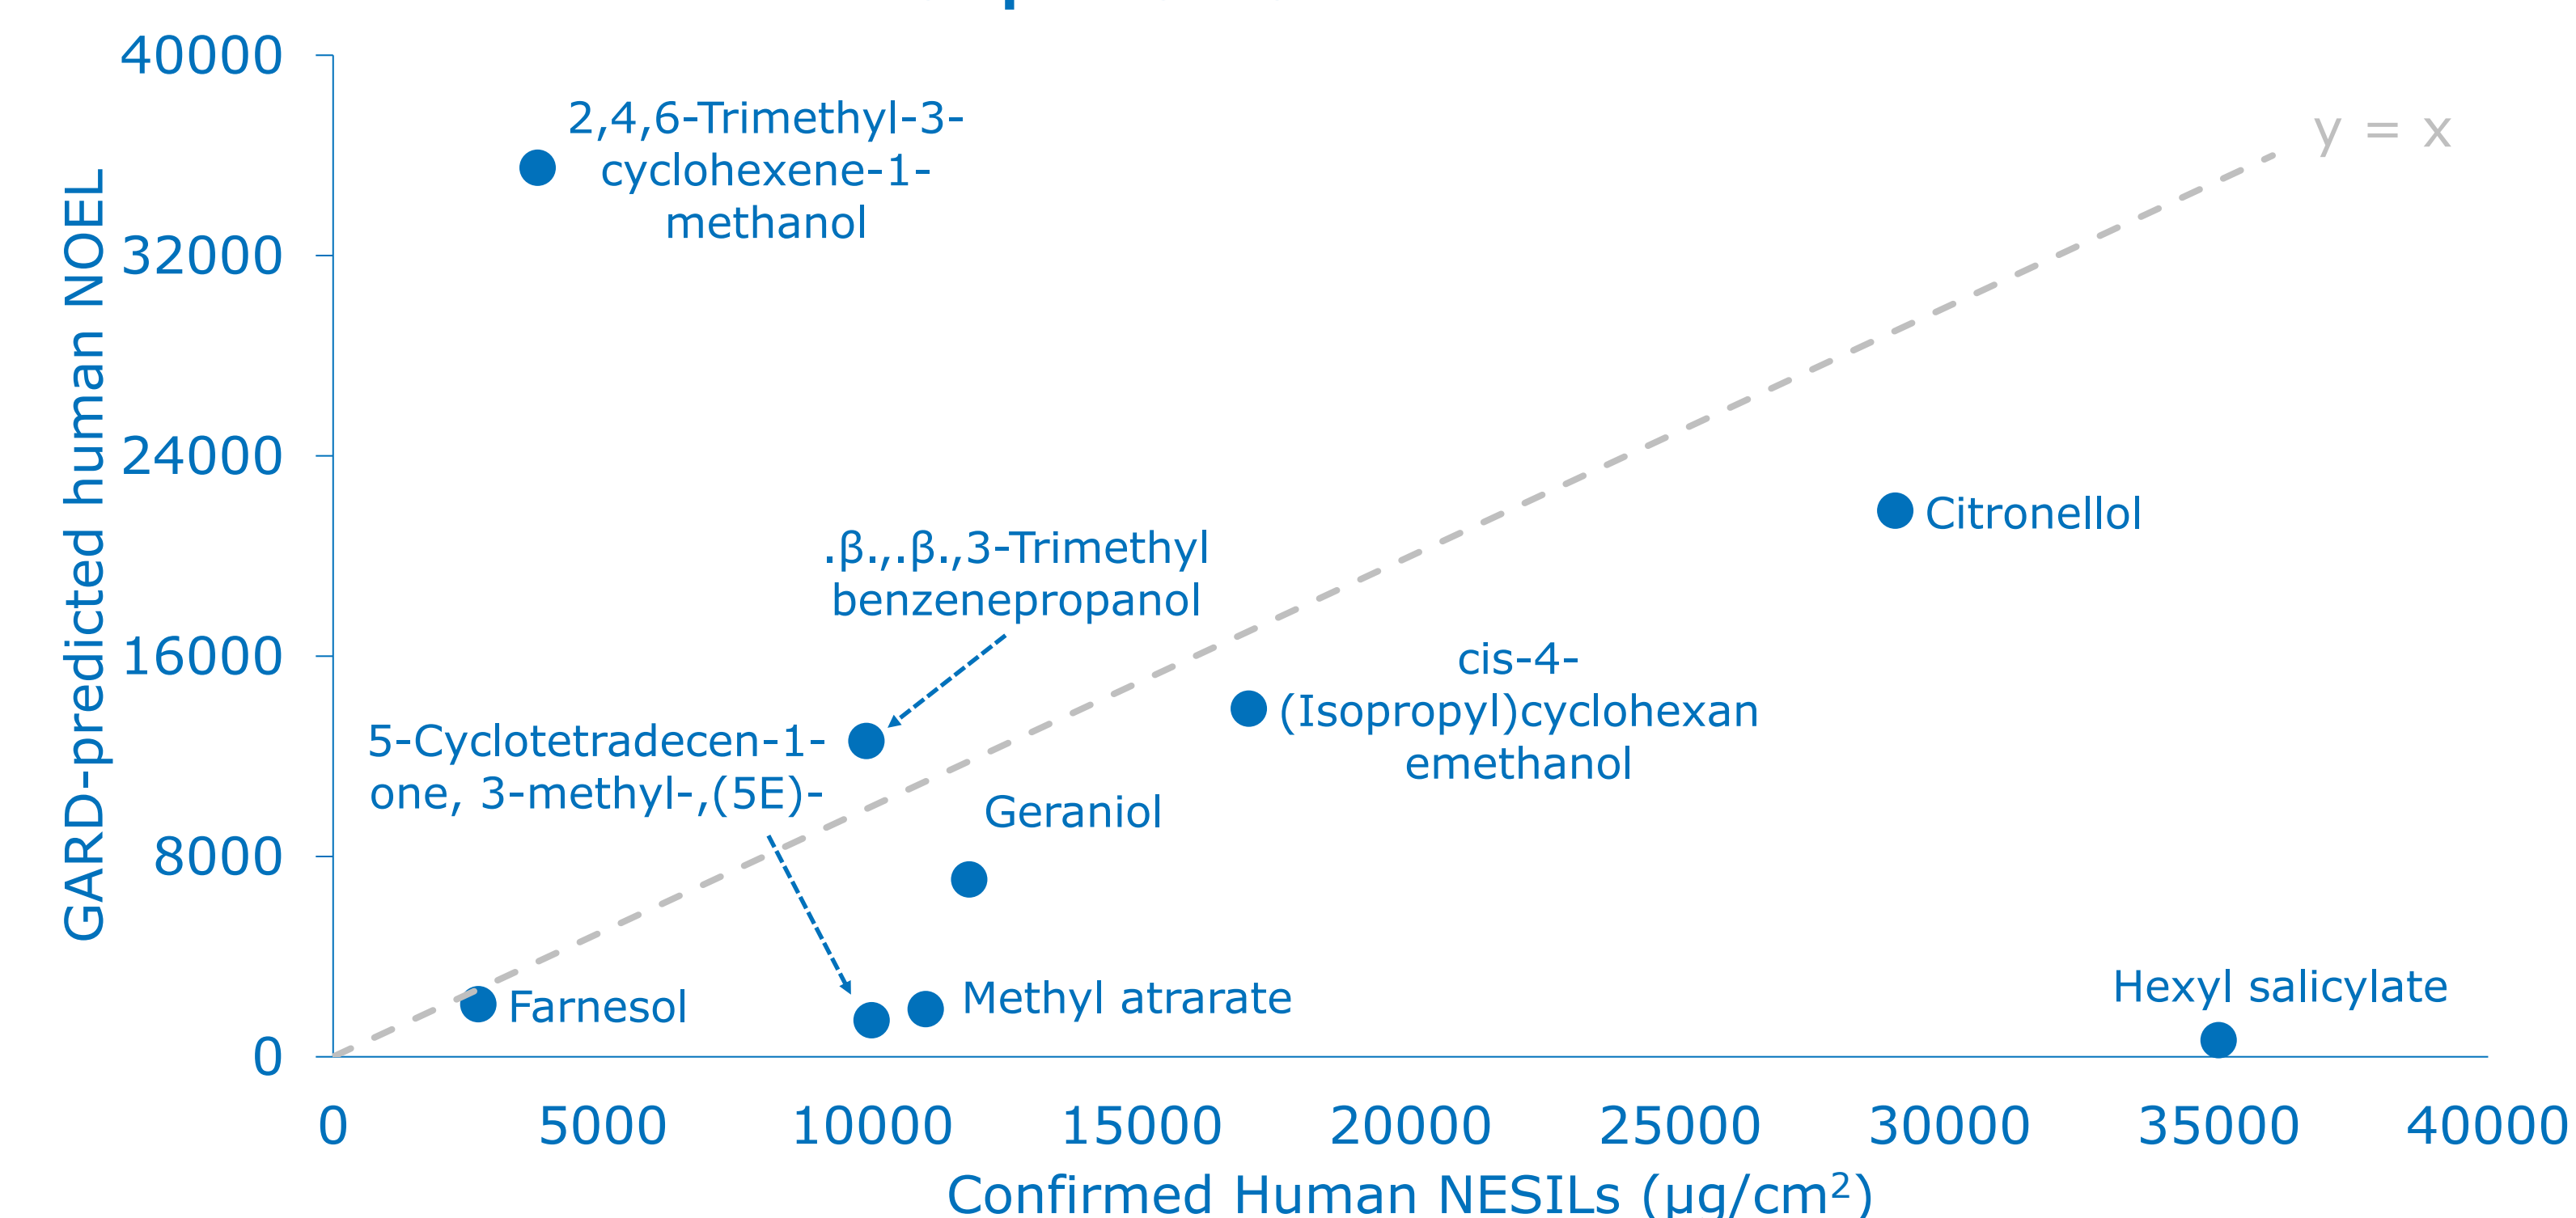 40000
2,4,6-Trimethyl-3-
cyclohexene-1-
methanol
y = x
32000
GARD-predicted human NOEL
24000
Citronellol
.β.,.β.,3-Trimethyl
benzenepropanol
16000
cis-4-
(Isopropyl)cyclohexan
emethanol
5-Cyclotetradecen-1-
one, 3-methyl-,(5E)-
Geraniol
8000
Farnesol
Methyl atrarate
Hexyl salicylate
0
0 5000 10000 15000 20000 25000 30000 35000 40000
Confirmed Human NESILs (µg/cm²)